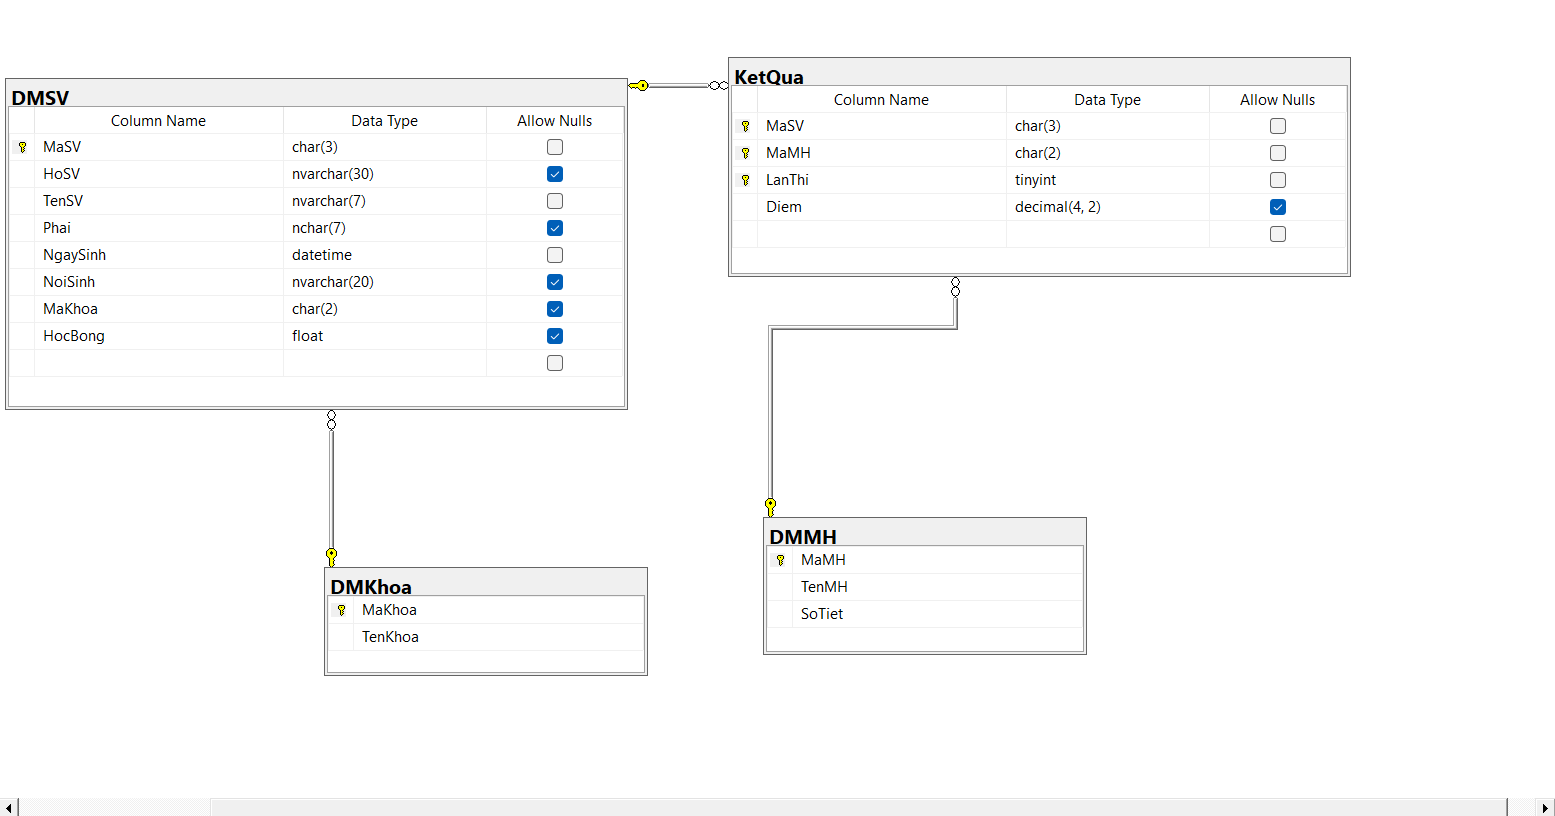 DMSV
Column Name Data Type Allow Nulls
MaSV char(3)
HoSV nvarchar(30)
TenSV nvarchar(7)
Phai nchar(7)
NgaySinh datetime
NoiSinh nvarchar(20)
MaKhoa char(2)
HocBong float
KetQua
Column Name Data Type Allow Nulls
MaSV char(3)
MaMH char(2)
LanThi tinyint
Diem decimal(4, 2)
DMKhoa
MaKhoa
TenKhoa
DMMH
MaMH
TenMH
SoTiet